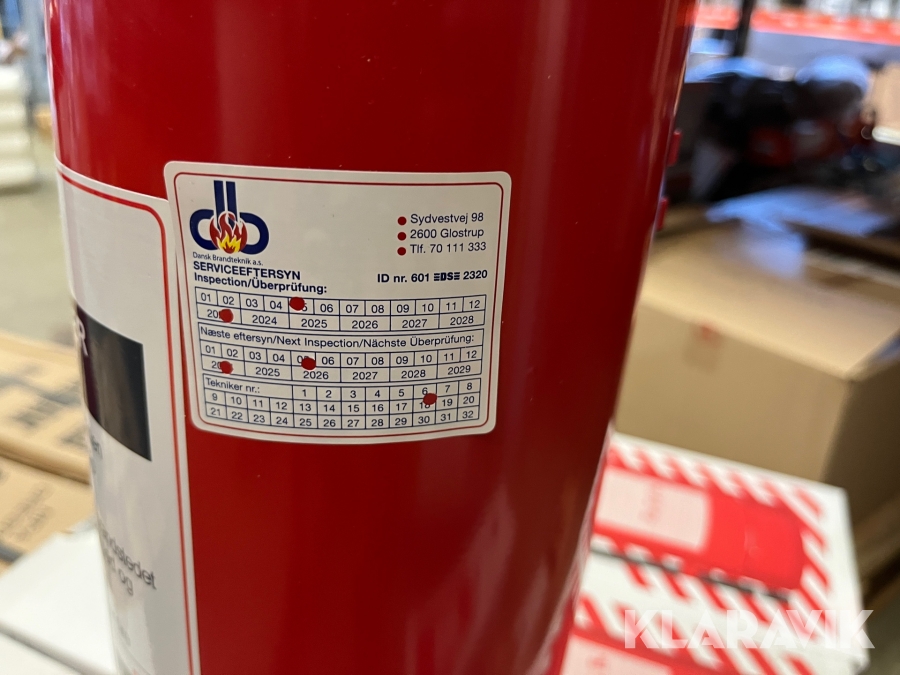 db
Dansk Brandteknik a.s.
Sydvestvej 98
2600 Glostrup
Tlf. 70 111 333
SERVICEEFTERSYN
Inspection/Überprüfung:
ID nr. 601 DS 2320
01 02 03 04 06 07 08 09 10 11 12
2024 2025 2026 2027 2028
Næste eftersyn/Next Inspection/Nächste Überprüfung:
01 02 03 04 06 07 08 09 10 11 12
2025 2026 2027 2028 2029
Tekniker nr.: 1 2 3 4 5 6 7 8
9 10 11 12 13 14 15 16 17 18 19 20
21 22 23 24 25 26 27 28 29 30 31 32
og
KLARAVIK